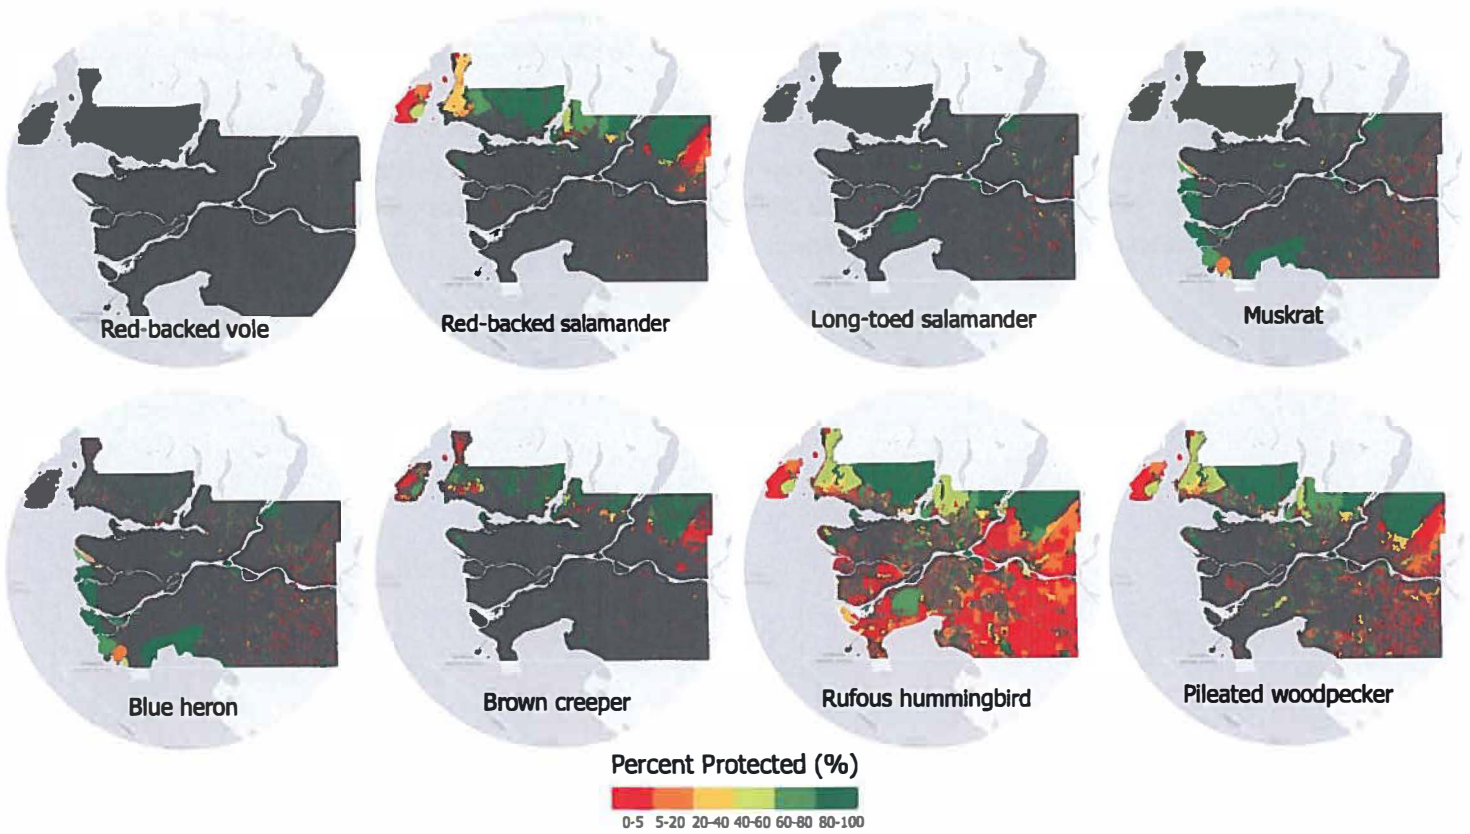 Red-backed vole
Red-backed salamander
Long-toed salamander
Muskrat
Blue heron
Brown creeper
Rufous hummingbird
Pileated woodpecker
Percent Protected (%)
0-5 5-20 20-40 40-60 60-80 80-100